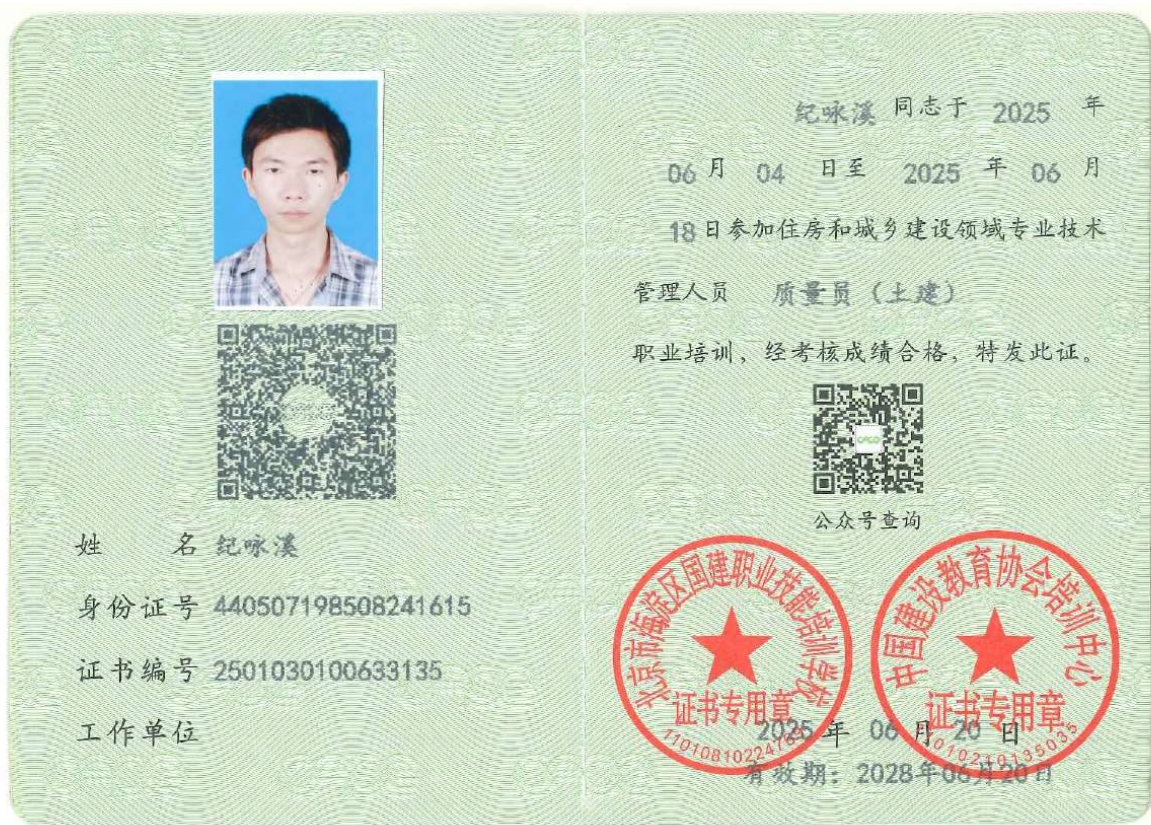 姓 名 纪咏溪
身份证号 440507198508241615
证书编号 2501030100633135
工作单位
纪咏溪 同志于 2025 年
06 月 04 日至 2025 年 06 月
18 日参加住房和城乡建设领域专业技术
管理人员 质量员（土建）
职业培训，经考核成绩合格，特发此证。
公众号查询
北京市海淀区国建职业技能培训学校
证书专用章
中国建设教育协会培训中心
证书专用章
2025 年 06 月 20 日
有效期：2028年06月20日